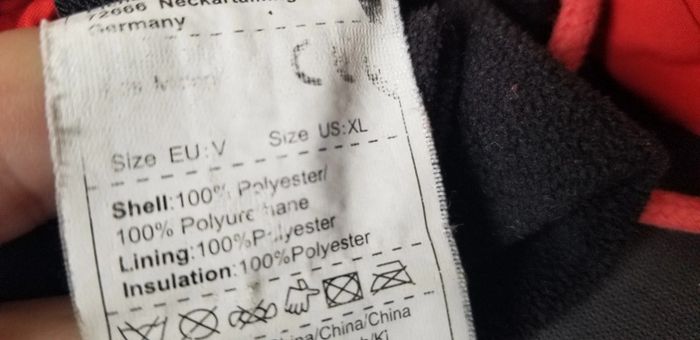 72666 Neckartailfing
Germany
Size EU:V Size US:XL
Shell:100% Polyester/
100% Polyurethane
Lining:100%Polyester
Insulation:100%Polyester
China/China/China